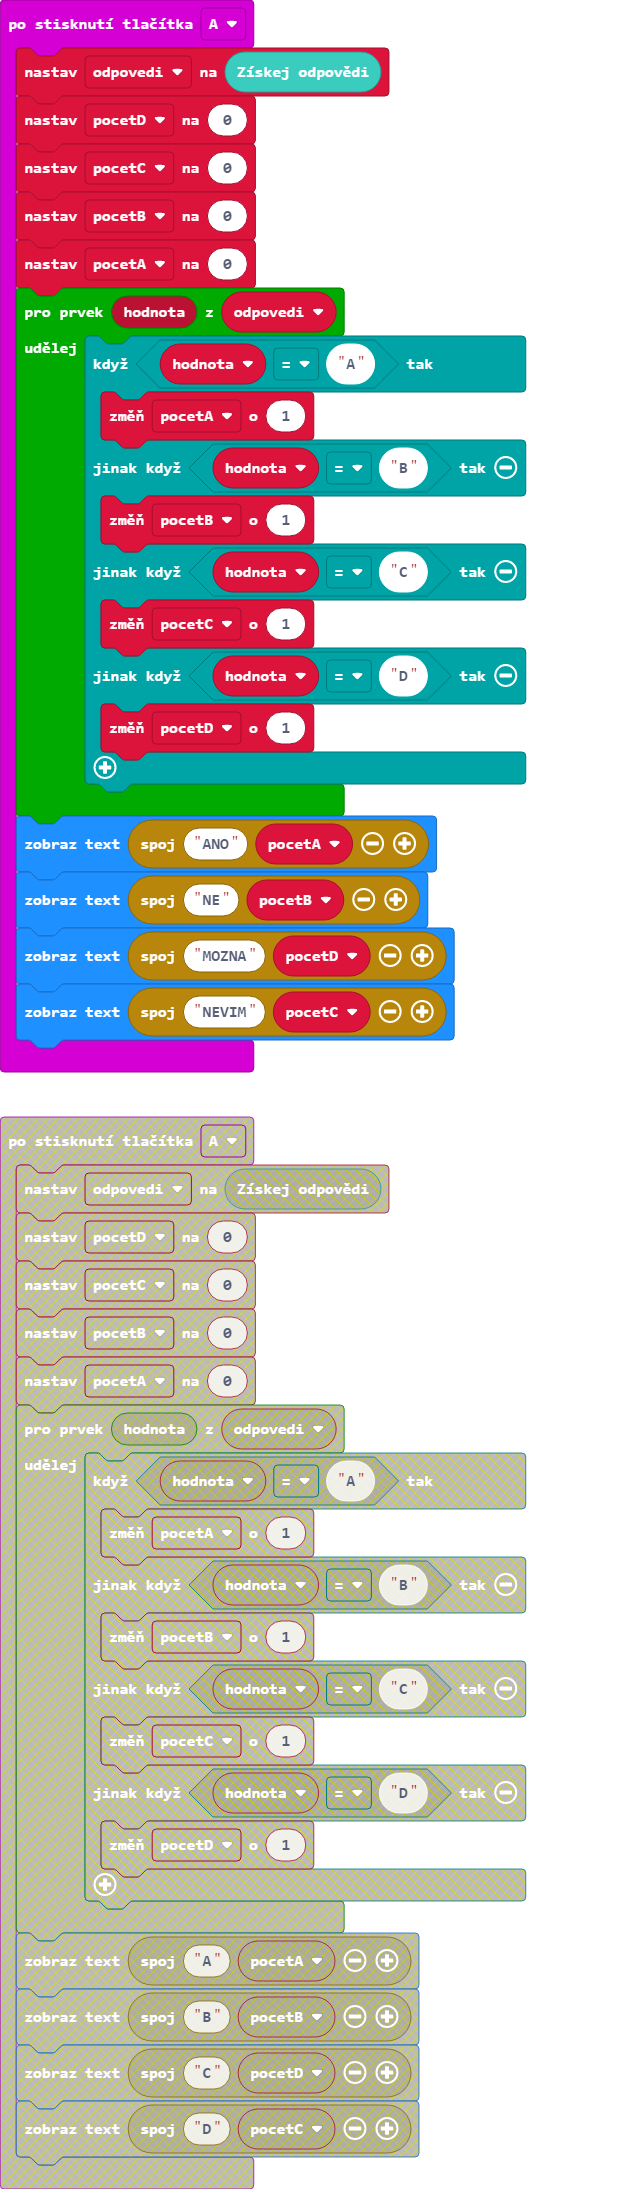 po stisknutí tlačítka A
nastav odpovedi na Získej odpovědi
nastav pocetD na 0
nastav pocetC na 0
nastav pocetB na 0
nastav pocetA na 0
pro prvek hodnota z odpovedi
udělej
když hodnota = "A" tak
změň pocetA o 1
jinak když hodnota = "B" tak
změň pocetB o 1
jinak když hodnota = "C" tak
změň pocetC o 1
jinak když hodnota = "D" tak
změň pocetD o 1
zobraz text spoj "ANO" pocetA
zobraz text spoj "NE" pocetB
zobraz text spoj "MOZNA" pocetD
zobraz text spoj "NEVIM" pocetC
po stisknutí tlačítka A
nastav odpovedi na Získej odpovědi
nastav pocetD na 0
nastav pocetC na 0
nastav pocetB na 0
nastav pocetA na 0
pro prvek hodnota z odpovedi
udělej
když hodnota = "A" tak
změň pocetA o 1
jinak když hodnota = "B" tak
změň pocetB o 1
jinak když hodnota = "C" tak
změň pocetC o 1
jinak když hodnota = "D" tak
změň pocetD o 1
zobraz text spoj "A" pocetA
zobraz text spoj "B" pocetB
zobraz text spoj "C" pocetD
zobraz text spoj "D" pocetC